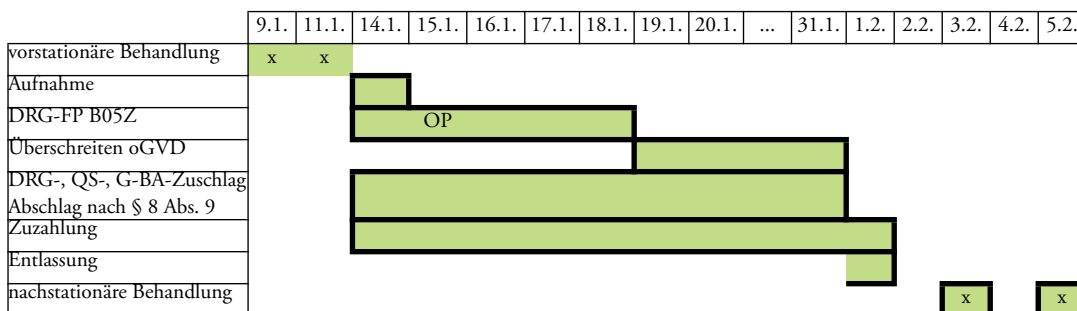 9.1. 11.1. 14.1. 15.1. 16.1. 17.1. 18.1. 19.1. 20.1. ... 31.1. 1.2. 2.2. 3.2. 4.2. 5.2.
vorstationäre Behandlung x x
Aufnahme
DRG-FP B05Z OP
Überschreiten oGVD
DRG-, QS-, G-BA-Zuschlag
Abschlag nach § 8 Abs. 9
Zuzahlung
Entlassung
nachstationäre Behandlung x x